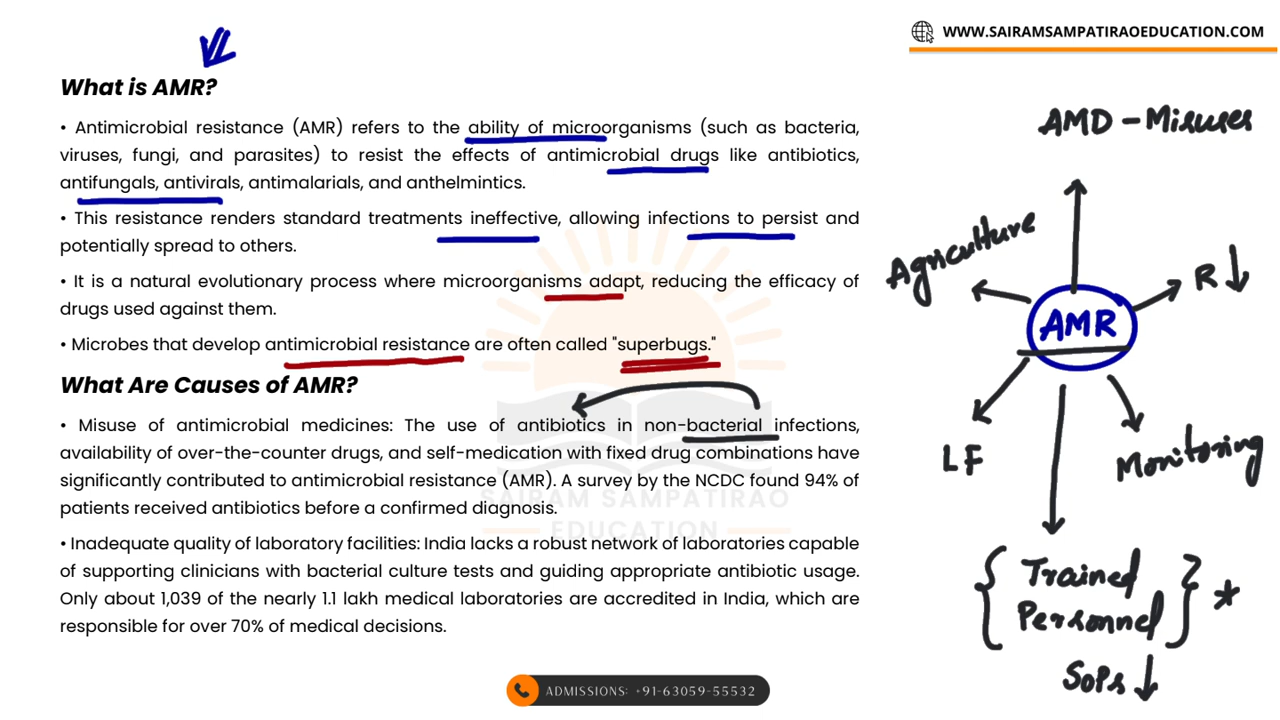 WWW.SAIRAMSAMPATIRAOEDUCATION.COM
What is AMR?
• Antimicrobial resistance (AMR) refers to the ability of microorganisms (such as bacteria,
viruses, fungi, and parasites) to resist the effects of antimicrobial drugs like antibiotics,
antifungals, antivirals, antimalarials, and anthelmintics.
• This resistance renders standard treatments ineffective, allowing infections to persist and
potentially spread to others.
• It is a natural evolutionary process where microorganisms adapt, reducing the efficacy of
drugs used against them.
• Microbes that develop antimicrobial resistance are often called "superbugs."
What Are Causes of AMR?
• Misuse of antimicrobial medicines: The use of antibiotics in non-bacterial infections,
availability of over-the-counter drugs, and self-medication with fixed drug combinations have
significantly contributed to antimicrobial resistance (AMR). A survey by the NCDC found 94% of
patients received antibiotics before a confirmed diagnosis.
• Inadequate quality of laboratory facilities: India lacks a robust network of laboratories capable
of supporting clinicians with bacterial culture tests and guiding appropriate antibiotic usage.
Only about 1,039 of the nearly 1.1 lakh medical laboratories are accredited in India, which are
responsible for over 70% of medical decisions.
SAIRAM SAMPATIRAO
EDUCATION
AMD - Misuses
Agriculture
R ↓
AMR
LF
Monitoring
{ Trained
Personnel } *
SOPs ↓
ADMISSIONS: +91-63059-55532